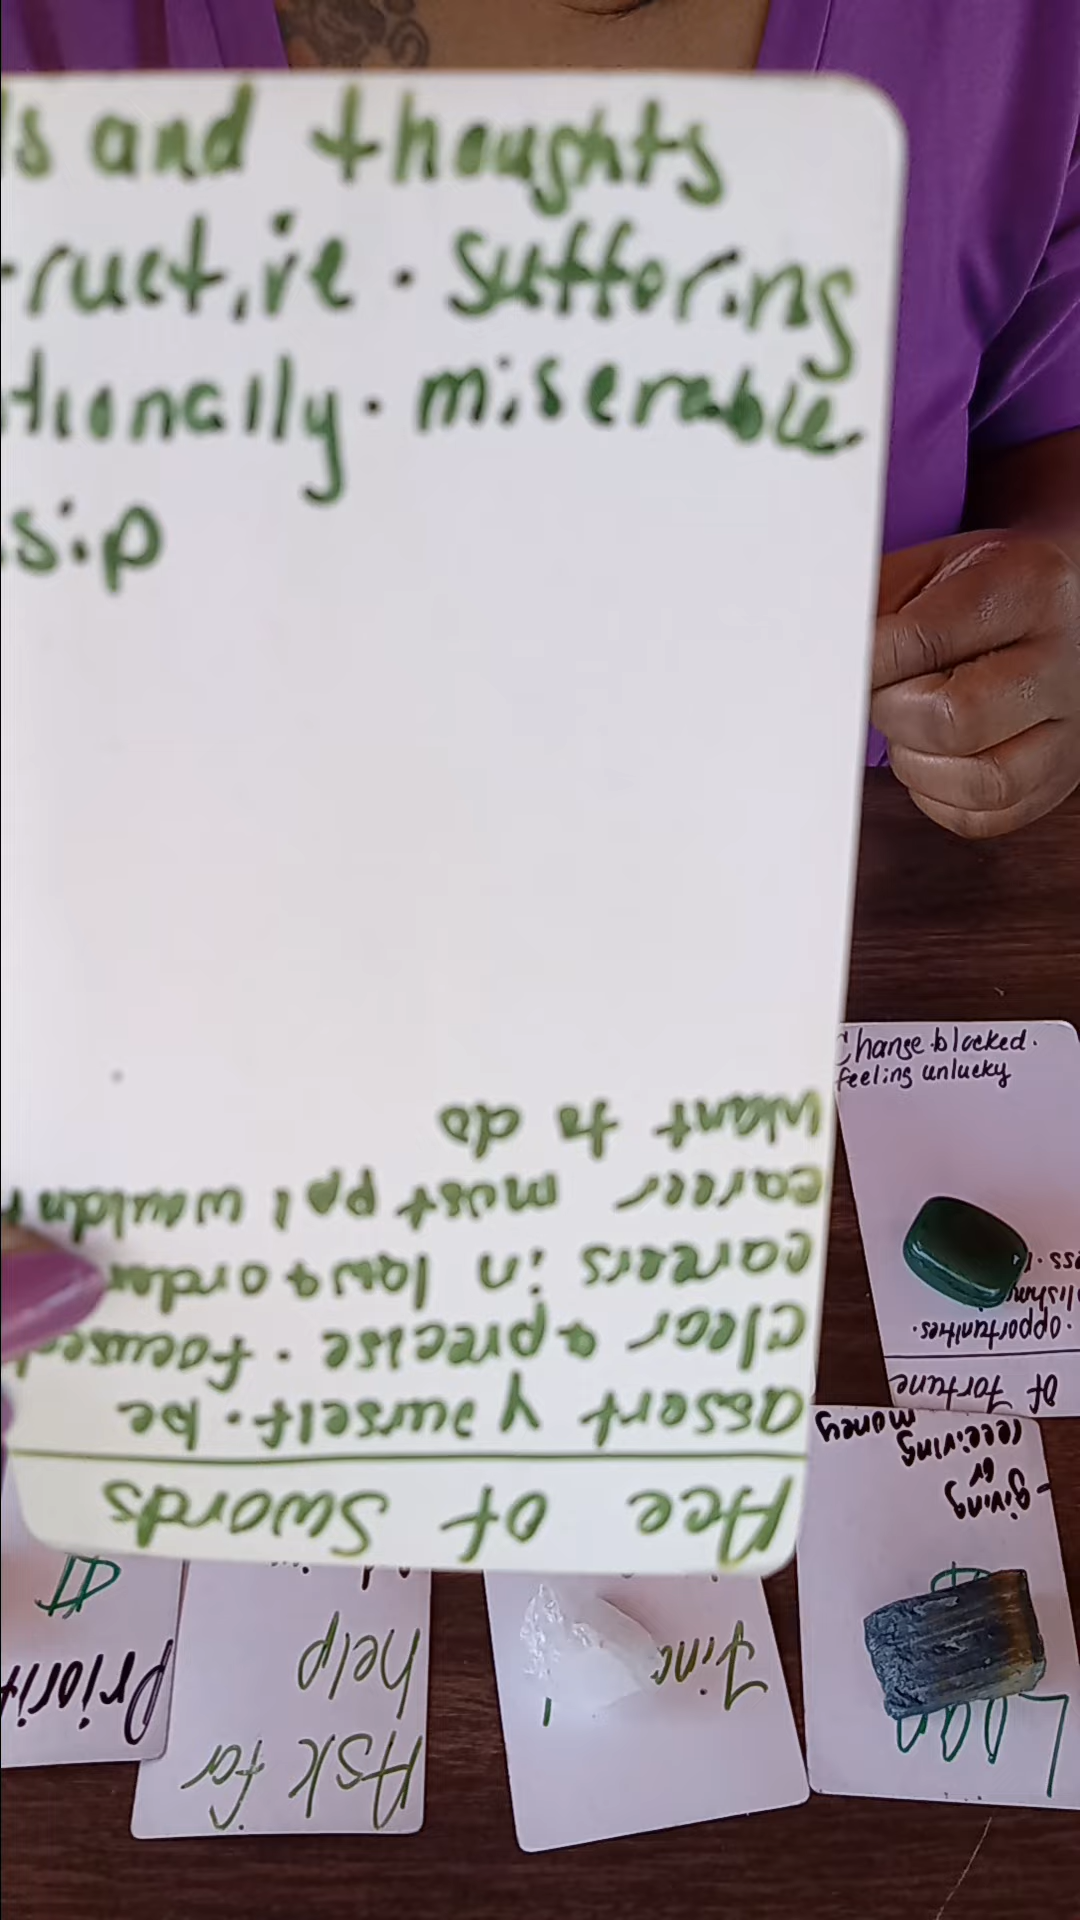 s and thoughts
ructive · suffering
tionally · miserable
sip
Ace of Swords
assert yourself · be
clear & precise · focused
careers in law & order
career most ppl wouldn
want to do
Change blocked.
feeling unlucky
of fortune
· opportunities ·
- giving
or
receiving
money
Loan
$
Ask for
help
Priorit
$